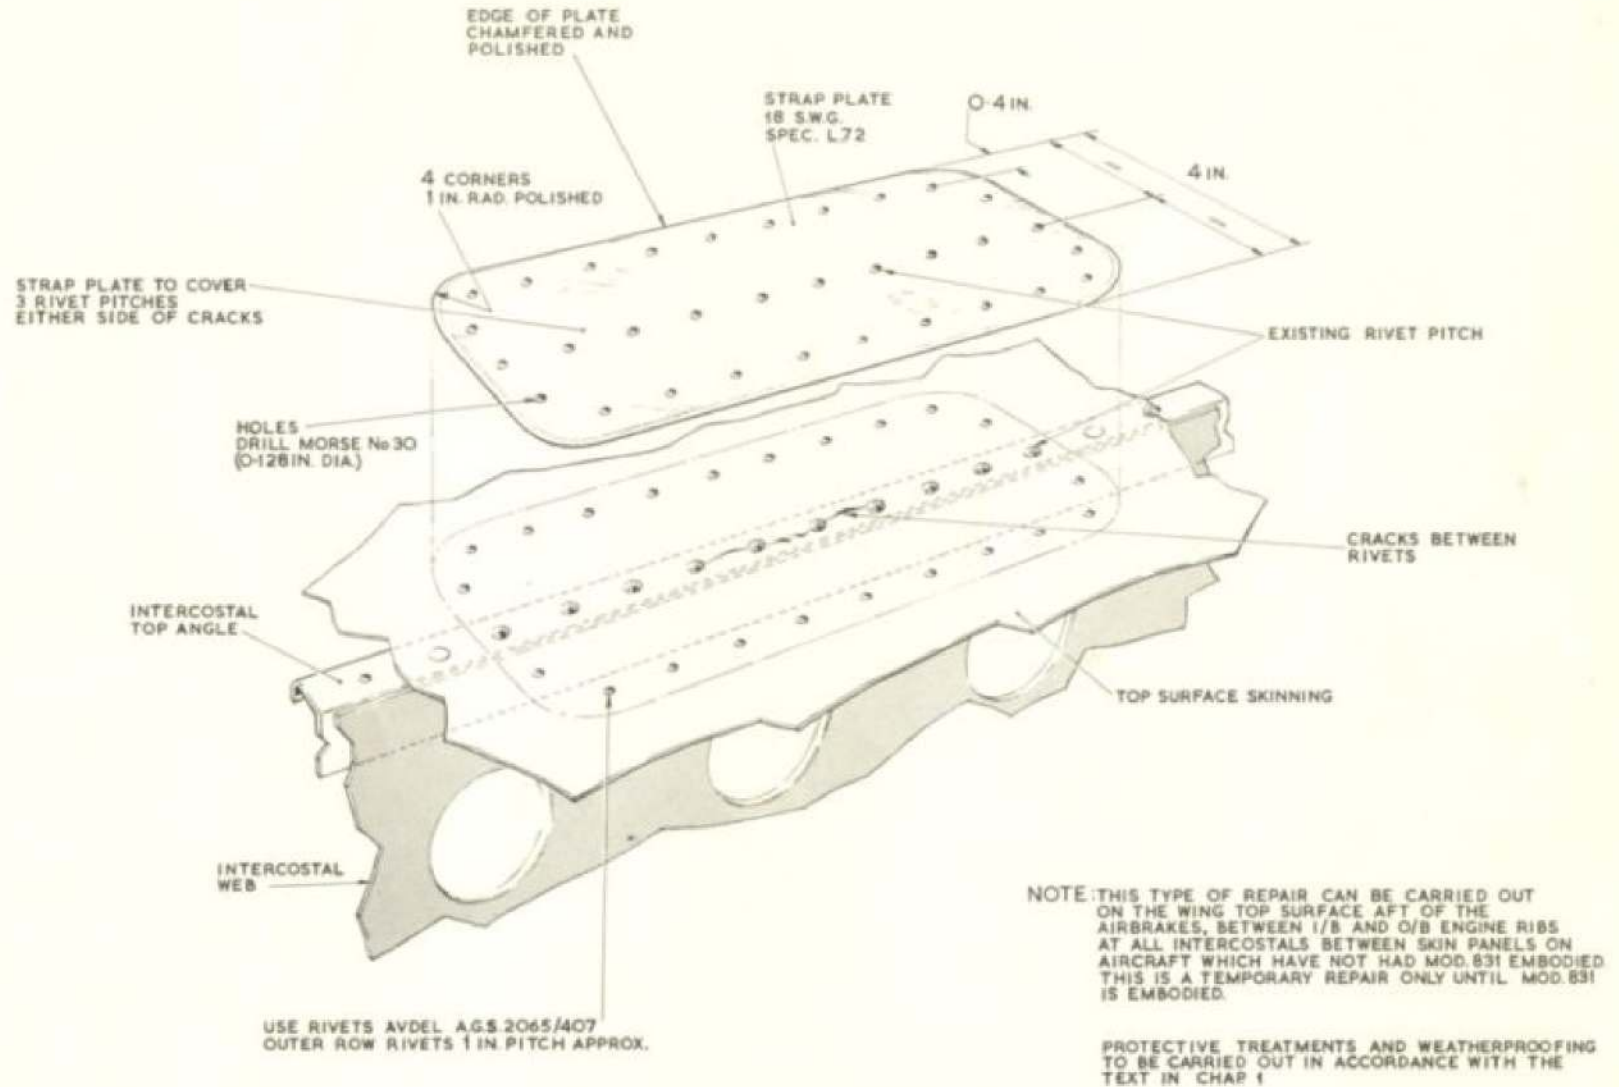 EDGE OF PLATE
CHAMFERED AND
POLISHED
STRAP PLATE
18 S.W.G.
SPEC. L.72
0·4 IN.
4 IN.
4 CORNERS
1 IN. RAD. POLISHED
STRAP PLATE TO COVER
3 RIVET PITCHES
EITHER SIDE OF CRACKS
EXISTING RIVET PITCH
HOLES
DRILL MORSE No 30
(0·128 IN. DIA.)
CRACKS BETWEEN
RIVETS
INTERCOSTAL
TOP ANGLE
TOP SURFACE SKINNING
INTERCOSTAL
WEB
USE RIVETS AVDEL A.G.S. 2065/407
OUTER ROW RIVETS 1 IN. PITCH APPROX.
NOTE: THIS TYPE OF REPAIR CAN BE CARRIED OUT
ON THE WING TOP SURFACE AFT OF THE
AIRBRAKES, BETWEEN I/B AND O/B ENGINE RIBS
AT ALL INTERCOSTALS BETWEEN SKIN PANELS ON
AIRCRAFT WHICH HAVE NOT HAD MOD. 831 EMBODIED
THIS IS A TEMPORARY REPAIR ONLY UNTIL MOD. 831
IS EMBODIED.
PROTECTIVE TREATMENTS AND WEATHERPROOFING
TO BE CARRIED OUT IN ACCORDANCE WITH THE
TEXT IN CHAP 1